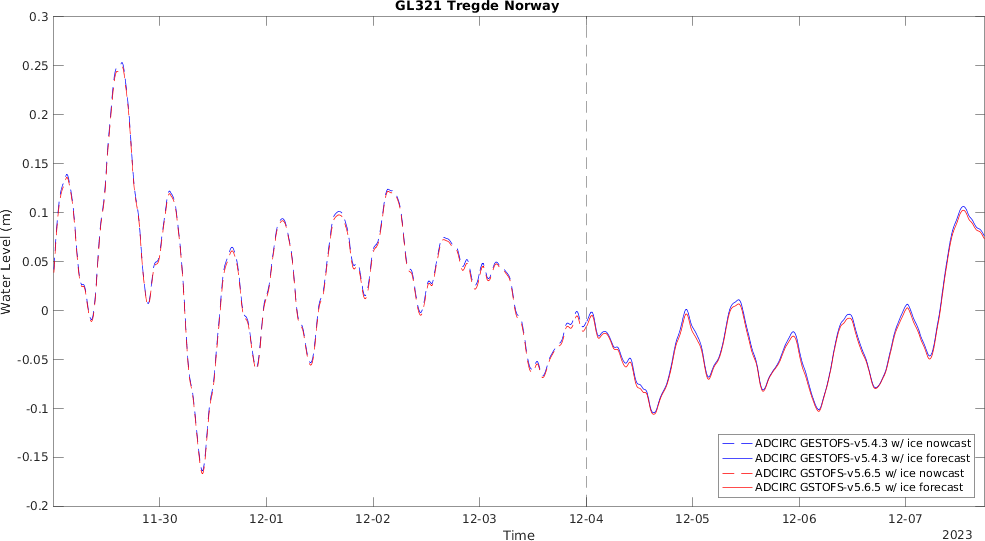 GL321 Tregde Norway
0.3
0.25
0.2
0.15
0.1
0.05
0
-0.05
-0.1
-0.15
-0.2
Water Level (m)
11-30 12-01 12-02 12-03 12-04 12-05 12-06 12-07
Time
2023
ADCIRC GESTOFS-v5.4.3 w/ ice nowcast
ADCIRC GESTOFS-v5.4.3 w/ ice forecast
ADCIRC GSTOFS-v5.6.5 w/ ice nowcast
ADCIRC GSTOFS-v5.6.5 w/ ice forecast